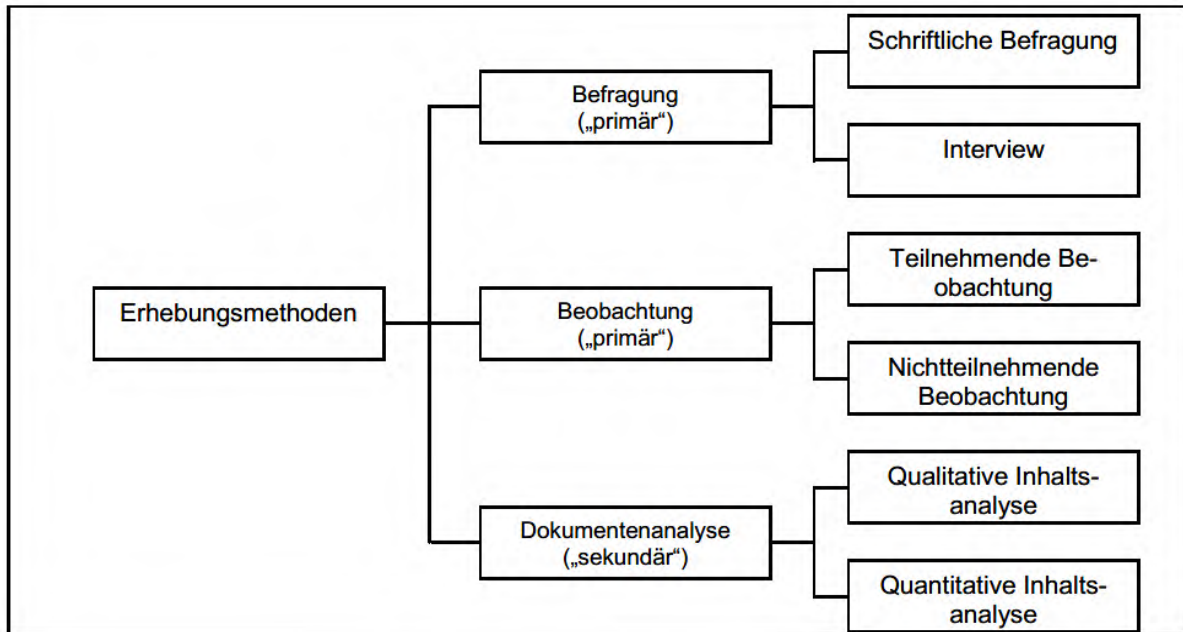 Schriftliche Befragung
Befragung
(„primär“)
Interview
Teilnehmende Be-
obachtung
Erhebungsmethoden
Beobachtung
(„primär“)
Nichtteilnehmende
Beobachtung
Qualitative Inhalts-
analyse
Dokumentenanalyse
(„sekundär“)
Quantitative Inhalts-
analyse